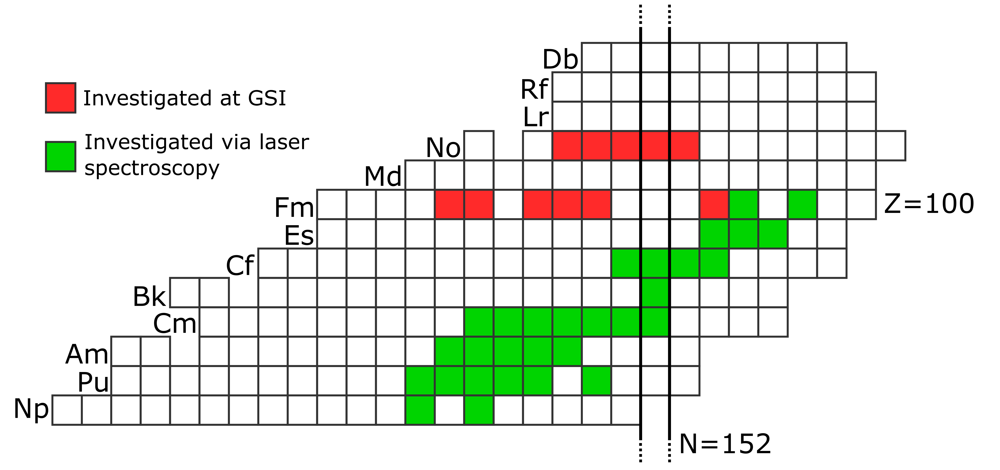 Db
Rf
Investigated at GSI
Lr
Investigated via laser
spectroscopy
No
Md
Fm
Z=100
Es
Cf
Bk
Cm
Am
Pu
Np
N=152